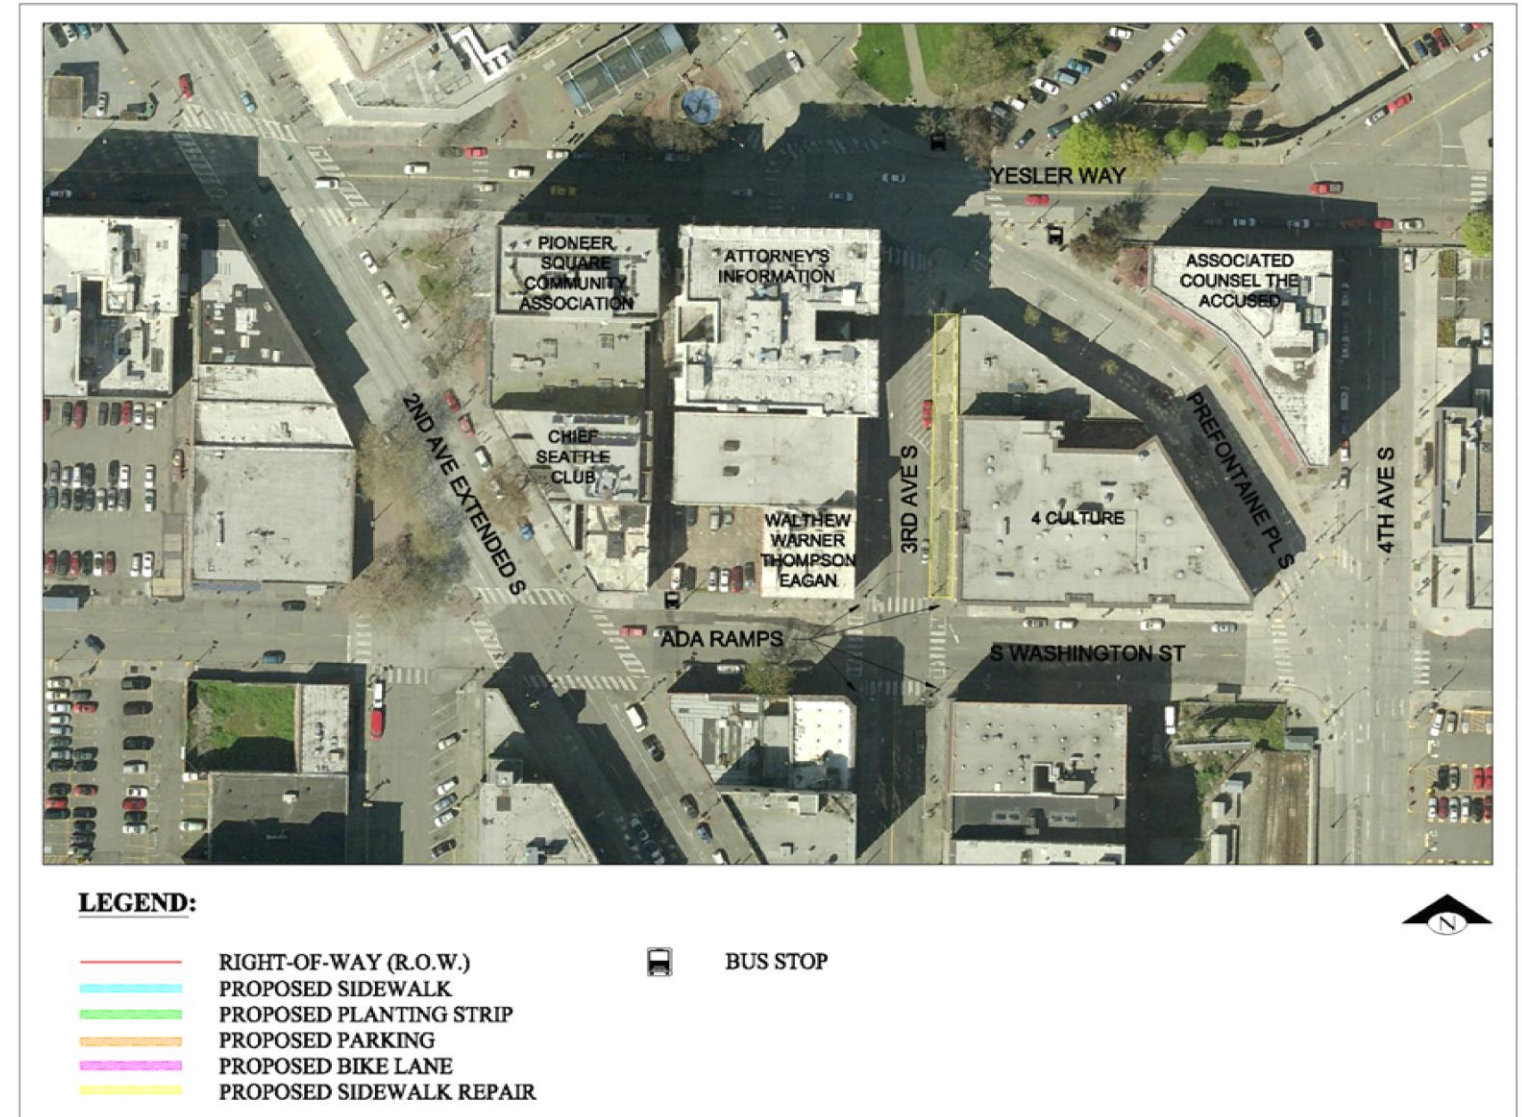 YESLER WAY
PIONEER
SQUARE
COMMUNITY
ASSOCIATION
ATTORNEY'S
INFORMATION
ASSOCIATED
COUNSEL THE
ACCUSED
2ND AVE EXTENDED S
CHIEF
SEATTLE
CLUB
3RD AVE S
PREFONTAINE PL S
4TH AVE S
WALTHEW
WARNER
THOMPSON
EAGAN
4 CULTURE
ADA RAMPS
S WASHINGTON ST
LEGEND:
N
RIGHT-OF-WAY (R.O.W.)
BUS STOP
PROPOSED SIDEWALK
PROPOSED PLANTING STRIP
PROPOSED PARKING
PROPOSED BIKE LANE
PROPOSED SIDEWALK REPAIR